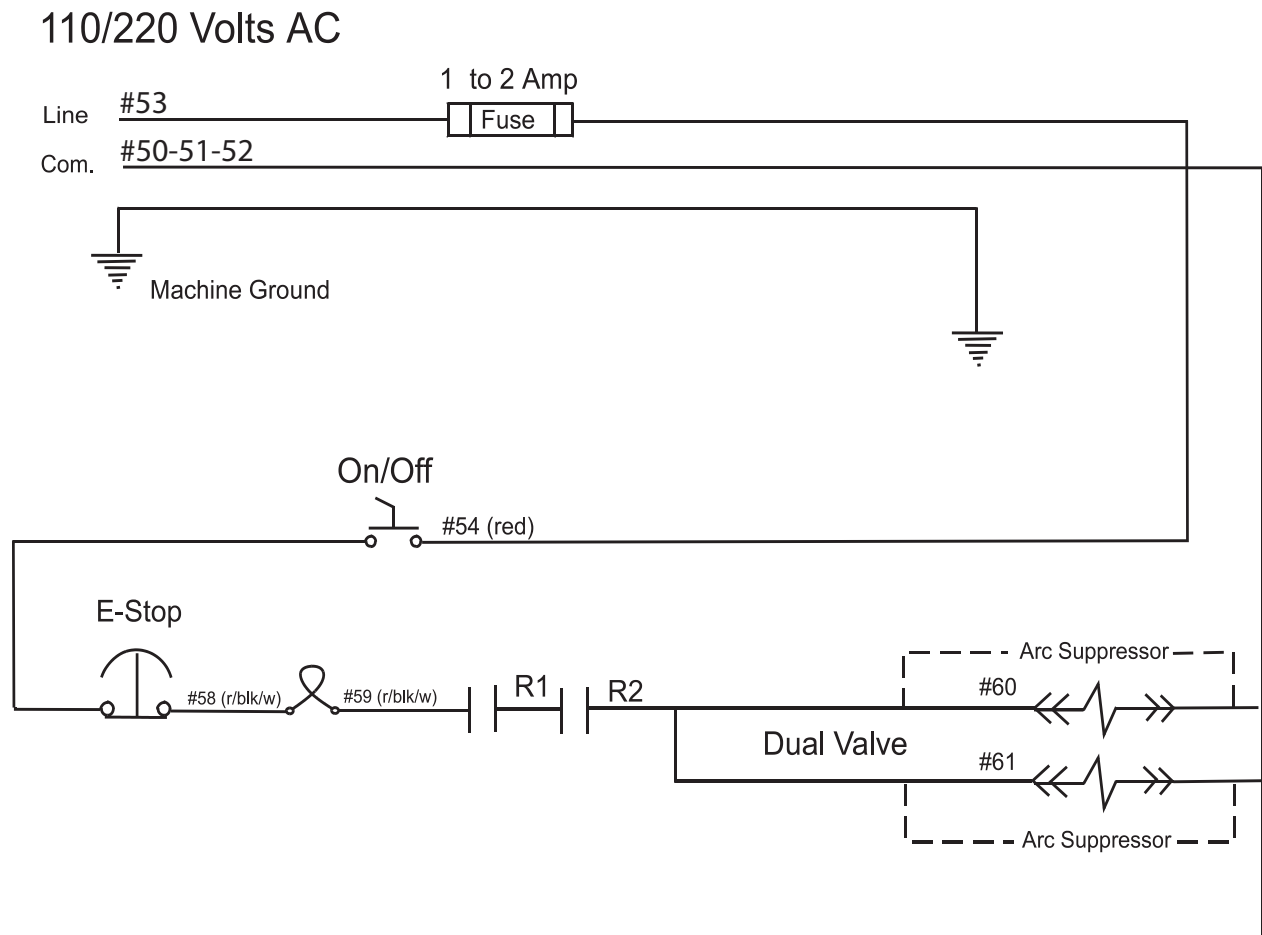 110/220 Volts AC
1 to 2 Amp
Line #53
Fuse
Com. #50-51-52
Machine Ground
On/Off
#54 (red)
E-Stop
Arc Suppressor
#58 (r/blk/w)
#59 (r/blk/w)
R1
R2
#60
Dual Valve
#61
Arc Suppressor